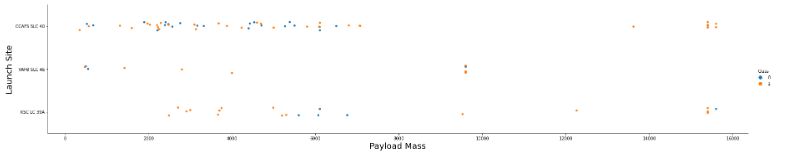 CCAFS SLC 40
VAFB SLC 4E
KSC LC 39A
Launch Site
0 2000 4000 6000 8000 10000 12000 14000 16000
Payload Mass
Class
0
1